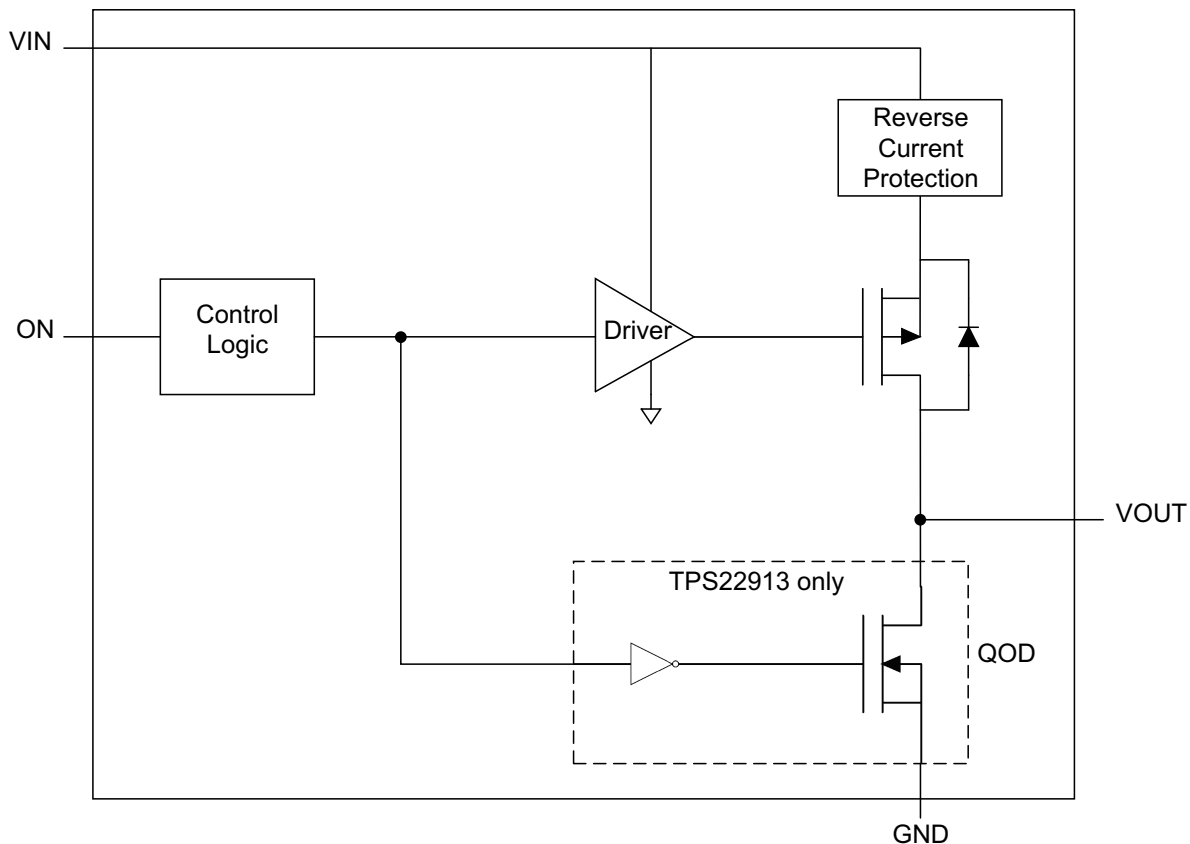 VIN
Reverse
Current
Protection
ON
Control
Logic
Driver
VOUT
TPS22913 only
QOD
GND